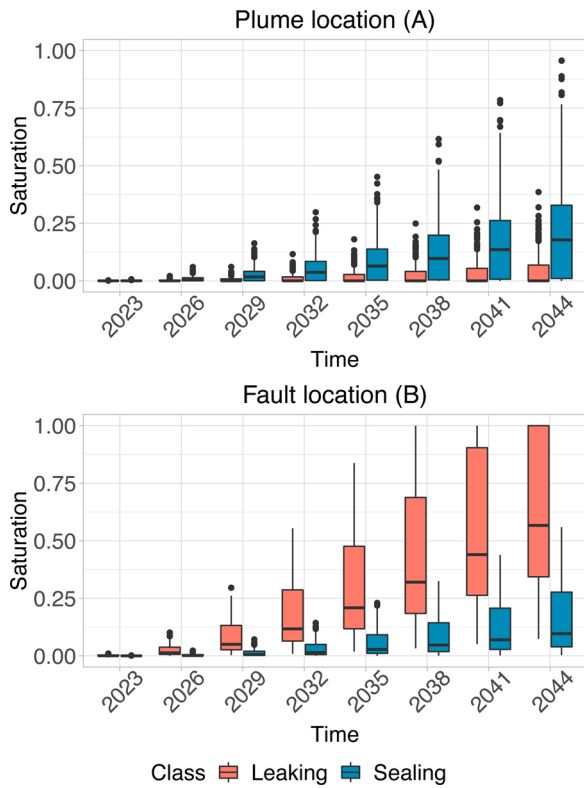 Plume location (A)
Saturation
1.00
0.75
0.50
0.25
0.00
2023 2026 2029 2032 2035 2038 2041 2044
Time
Fault location (B)
Saturation
1.00
0.75
0.50
0.25
0.00
2023 2026 2029 2032 2035 2038 2041 2044
Time
Class Leaking Sealing